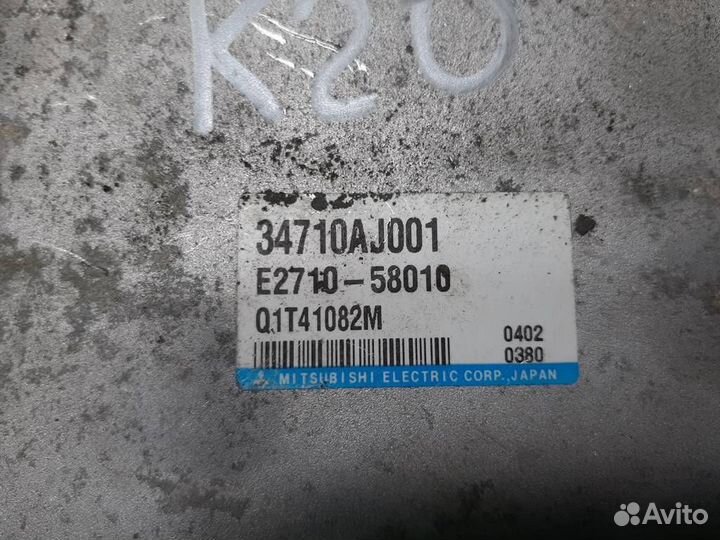 K20
34710AJ001
E2710-58010
Q1T41082M
0402
0380
MITSUBISHI ELECTRIC CORP., JAPAN
Avito